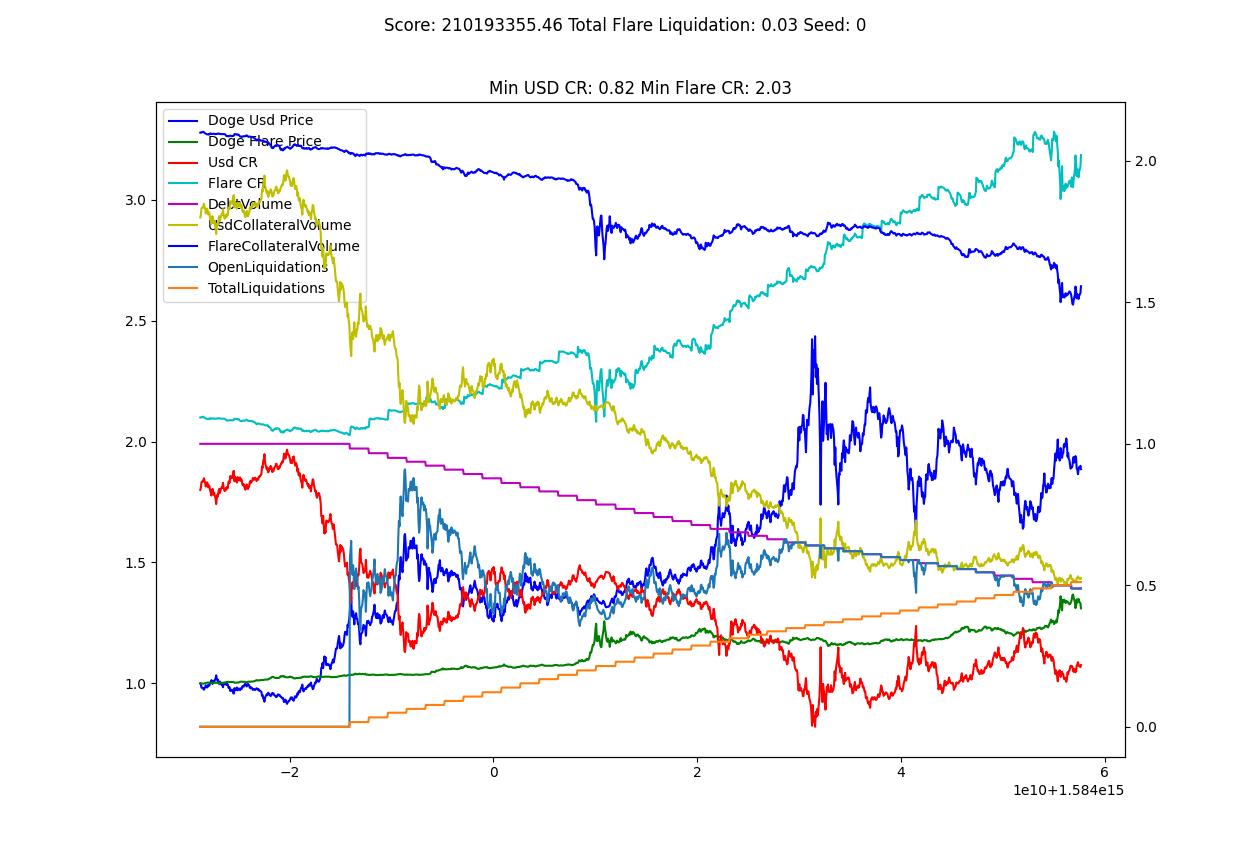 Score: 210193355.46 Total Flare Liquidation: 0.03 Seed: 0
Min USD CR: 0.82 Min Flare CR: 2.03
Doge Usd Price
Doge Flare Price
Usd CR
Flare CR
DebtVolume
UsdCollateralVolume
FlareCollateralVolume
OpenLiquidations
TotalLiquidations
3.0
2.5
2.0
1.5
1.0
2.0
1.5
1.0
0.5
0.0
−2
0
2
4
6
1e10+1.584e15